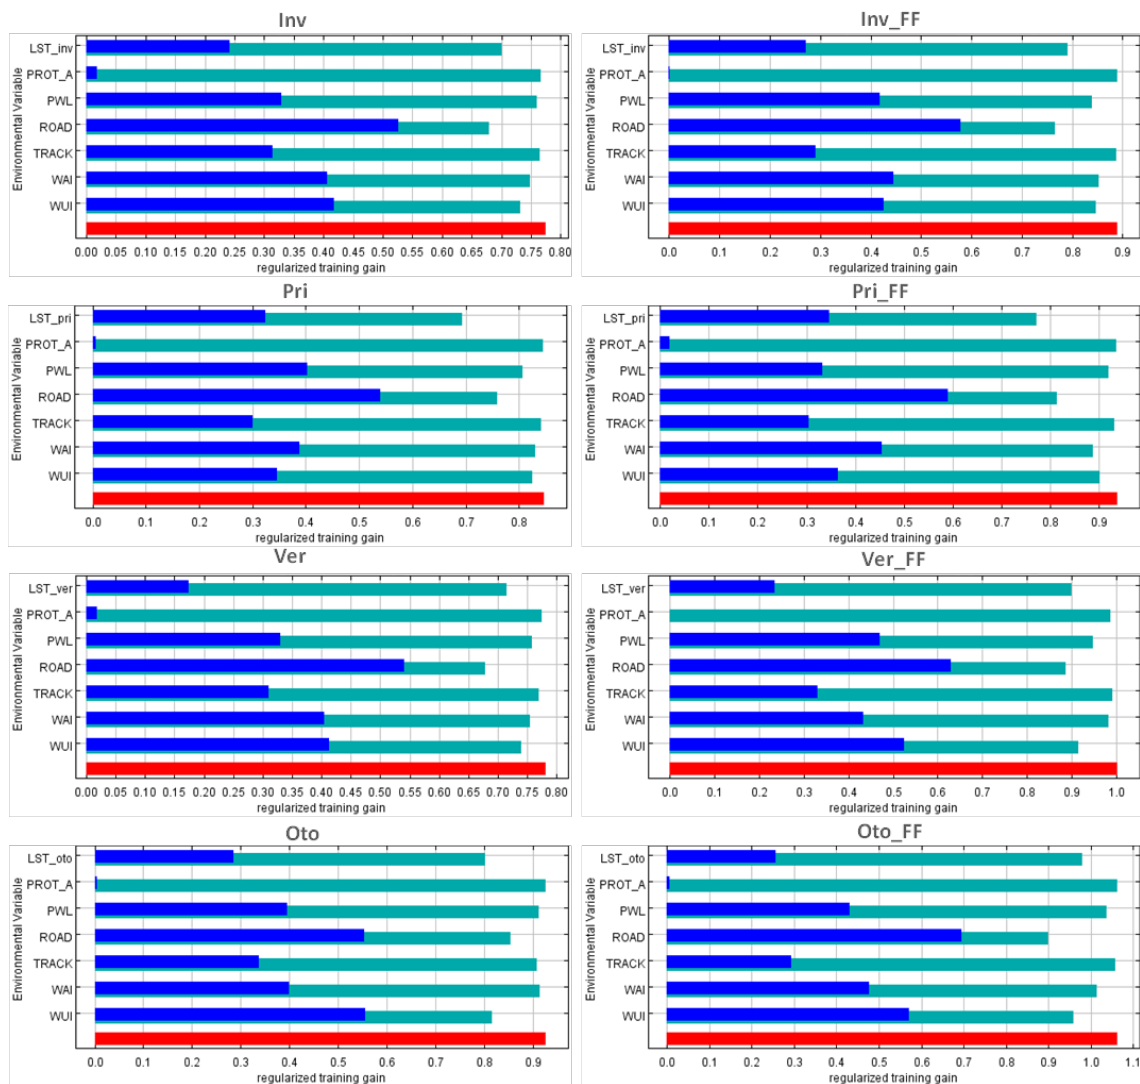 Inv
Environmental Variable
LST_inv
PROT_A
PWL
ROAD
TRACK
WAI
WUI
0.00 0.05 0.10 0.15 0.20 0.25 0.30 0.35 0.40 0.45 0.50 0.55 0.60 0.65 0.70 0.75 0.80
regularized training gain
Inv_FF
Environmental Variable
LST_inv
PROT_A
PWL
ROAD
TRACK
WAI
WUI
0.0 0.1 0.2 0.3 0.4 0.5 0.6 0.7 0.8 0.9
regularized training gain
Pri
Environmental Variable
LST_pri
PROT_A
PWL
ROAD
TRACK
WAI
WUI
0.0 0.1 0.2 0.3 0.4 0.5 0.6 0.7 0.8
regularized training gain
Pri_FF
Environmental Variable
LST_pri
PROT_A
PWL
ROAD
TRACK
WAI
WUI
0.0 0.1 0.2 0.3 0.4 0.5 0.6 0.7 0.8 0.9
regularized training gain
Ver
Environmental Variable
LST_ver
PROT_A
PWL
ROAD
TRACK
WAI
WUI
0.00 0.05 0.10 0.15 0.20 0.25 0.30 0.35 0.40 0.45 0.50 0.55 0.60 0.65 0.70 0.75 0.80
regularized training gain
Ver_FF
Environmental Variable
LST_ver
PROT_A
PWL
ROAD
TRACK
WAI
WUI
0.0 0.1 0.2 0.3 0.4 0.5 0.6 0.7 0.8 0.9 1.0
regularized training gain
Oto
Environmental Variable
LST_oto
PROT_A
PWL
ROAD
TRACK
WAI
WUI
0.0 0.1 0.2 0.3 0.4 0.5 0.6 0.7 0.8 0.9
regularized training gain
Oto_FF
Environmental Variable
LST_oto
PROT_A
PWL
ROAD
TRACK
WAI
WUI
0.0 0.1 0.2 0.3 0.4 0.5 0.6 0.7 0.8 0.9 1.0 1.1
regularized training gain